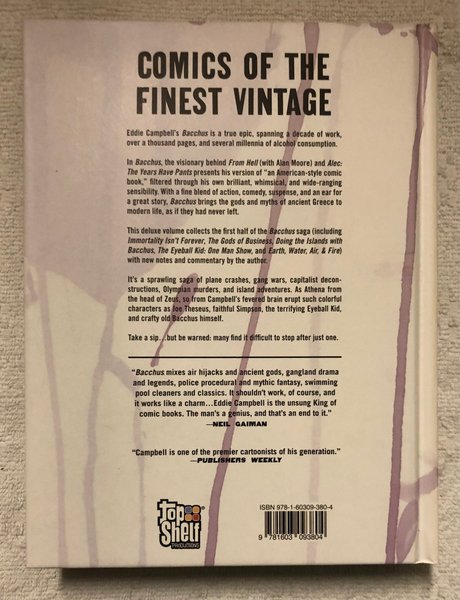 COMICS OF THE
FINEST VINTAGE
Eddie Campbell's Bacchus is a true epic, spanning a decade of work,
over a thousand pages, and several millennia of alcohol consumption.
In Bacchus, the visionary behind From Hell (with Alan Moore) and Alec:
The Years Have Pants presents his version of "an American-style comic
book," filtered through his own brilliant, whimsical, and wide-ranging
sensibility. With a fine blend of action, comedy, suspense, and an ear for
a great story, Bacchus brings the gods and myths of ancient Greece to
modern life, as if they had never left.
This deluxe volume collects the first half of the Bacchus saga (including
Immortality Isn't Forever, The Gods of Business, Doing the Islands with
Bacchus, The Eyeball Kid: One Man Show, and Earth, Water, Air, & Fire)
with new notes and commentary by the author.
It's a sprawling saga of plane crashes, gang wars, capitalist decon-
structions, Olympian murders, and island adventures. As Athena from
the head of Zeus, so from Campbell's fevered brain erupt such colorful
characters as Joe Theseus, faithful Simpson, the terrifying Eyeball Kid,
and crafty old Bacchus himself.
Take a sip...but be warned: many find it difficult to stop after just one.
"Bacchus mixes air hijacks and ancient gods, gangland drama
and legends, police procedural and mythic fantasy, swimming
pool cleaners and classics. It shouldn't work, of course, and
it works like a charm...Eddie Campbell is the unsung King of
comic books. The man's a genius, and that's an end to it."
—NEIL GAIMAN
"Campbell is one of the premier cartoonists of his generation."
—PUBLISHERS WEEKLY
top
shelf
PRODUCTIONS
ISBN 978-1-60309-380-4
9 781603 093804